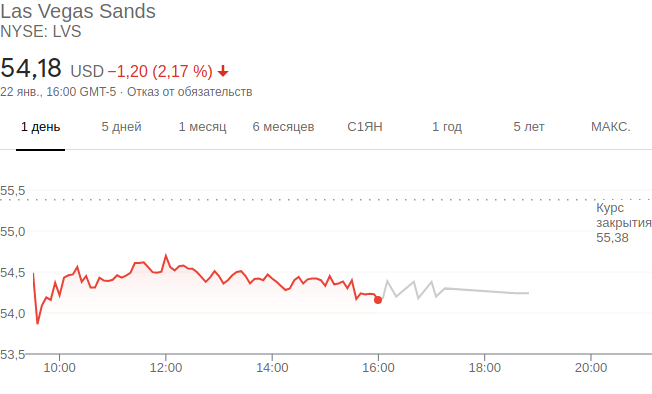 Las Vegas Sands
NYSE: LVS
54,18 USD −1,20 (2,17 %)
22 янв., 16:00 GMT-5 · Отказ от обязательств
1 день 5 дней 1 месяц 6 месяцев С1ЯН 1 год 5 лет МАКС.
55,5
Курс
закрытия
55,38
55,0
54,5
54,0
53,5
10:00 12:00 14:00 16:00 18:00 20:00